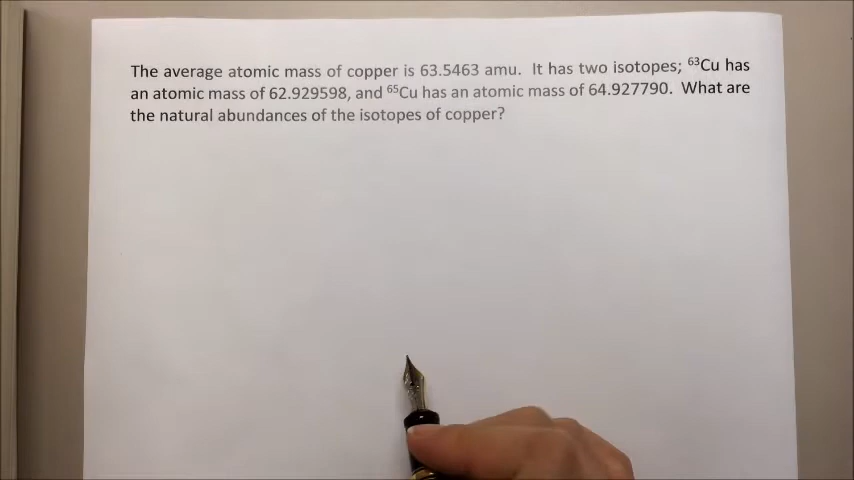 The average atomic mass of copper is 63.5463 amu. It has two isotopes; ⁶³Cu has
an atomic mass of 62.929598, and ⁶⁵Cu has an atomic mass of 64.927790. What are
the natural abundances of the isotopes of copper?